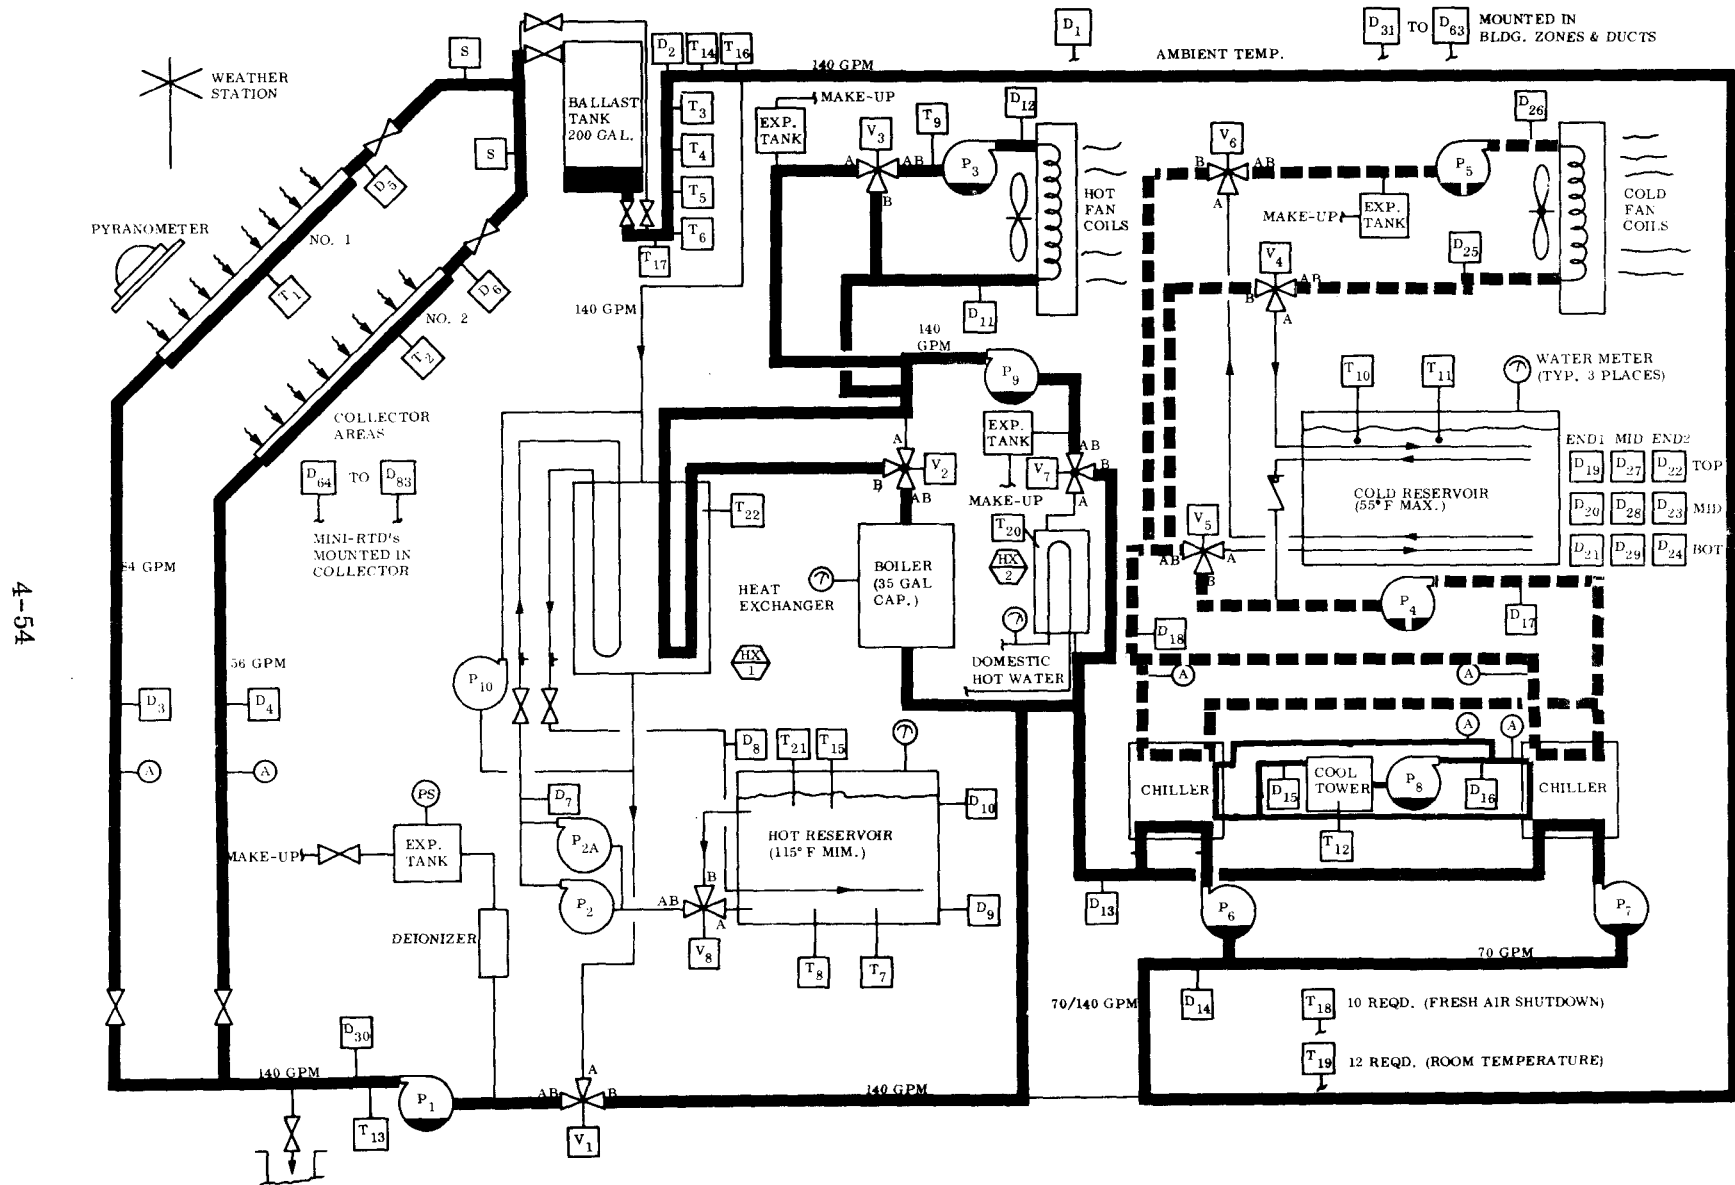 D1
D31 TO D63 MOUNTED IN
BLDG. ZONES & DUCTS
AMBIENT TEMP.
WEATHER
STATION
S
S
BALLAST
TANK
200 GAL.
D2 T14 T16
140 GPM
T3
T4
T5
T6
T17
MAKE-UP
EXP.
TANK
V3
A
AB
B
T9
P3
D12
HOT
FAN
COILS
D11
V6
B
AB
A
P5
D26
MAKE-UP
EXP.
TANK
COLD
FAN
COILS
D25
V4
AB
B
A
PYRANOMETER
NO. 1
D5
T1
NO. 2
D6
T2
140 GPM
140
GPM
P9
EXP.
TANK
MAKE-UP
AB
V7
B
A
A
V2
B
AB
T10
T11
WATER METER
(TYP. 3 PLACES)
COLD RESERVOIR
(55° F MAX.)
END1 MID END2
D19 D27 D22 TOP
D20 D28 D23 MID
D21 D29 D24 BOT
V5
AB
A
B
P4
D17
D18
COLLECTOR
AREAS
D64 TO D83
MINI-RTD's
MOUNTED IN
COLLECTOR
84 GPM
56 GPM
T22
T20
HX
2
BOILER
(35 GAL
CAP.)
HEAT
EXCHANGER
HX
1
DOMESTIC
HOT WATER
P10
D3
D4
A
A
A
A
A
A
D8
T21
T15
D7
D10
PS
EXP.
TANK
MAKE-UP
DEIONIZER
P2A
P2
HOT RESERVOIR
(115° F MIM.)
AB
B
A
V8
D9
T8
T7
CHILLER
COOL
TOWER
D15
P8
D16
T12
CHILLER
D13
P6
P7
70 GPM
70/140 GPM
D14
T18 10 REQD. (FRESH AIR SHUTDOWN)
T19 12 REQD. (ROOM TEMPERATURE)
D30
140 GPM
T13
P1
AB
A
B
V1
140 GPM
4-54